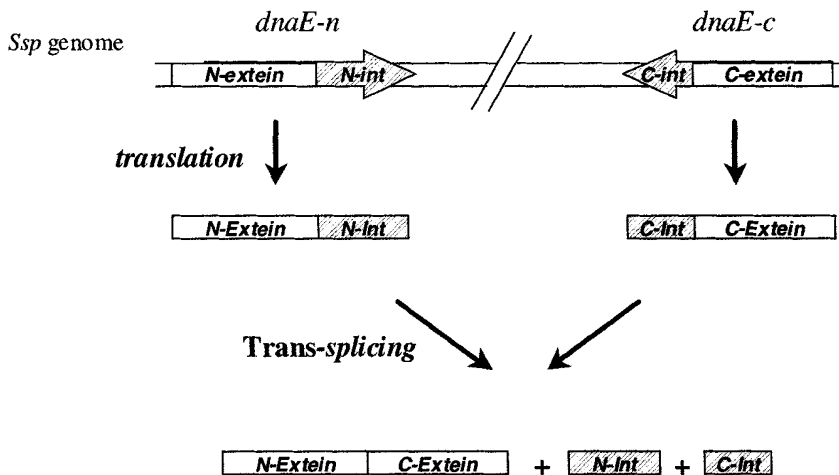 dnaE-n dnaE-c
Ssp genome
N-extein N-int C-int C-extein
translation
N-Extein N-Int C-Int C-Extein
Trans-splicing
N-Extein C-Extein + N-Int + C-Int